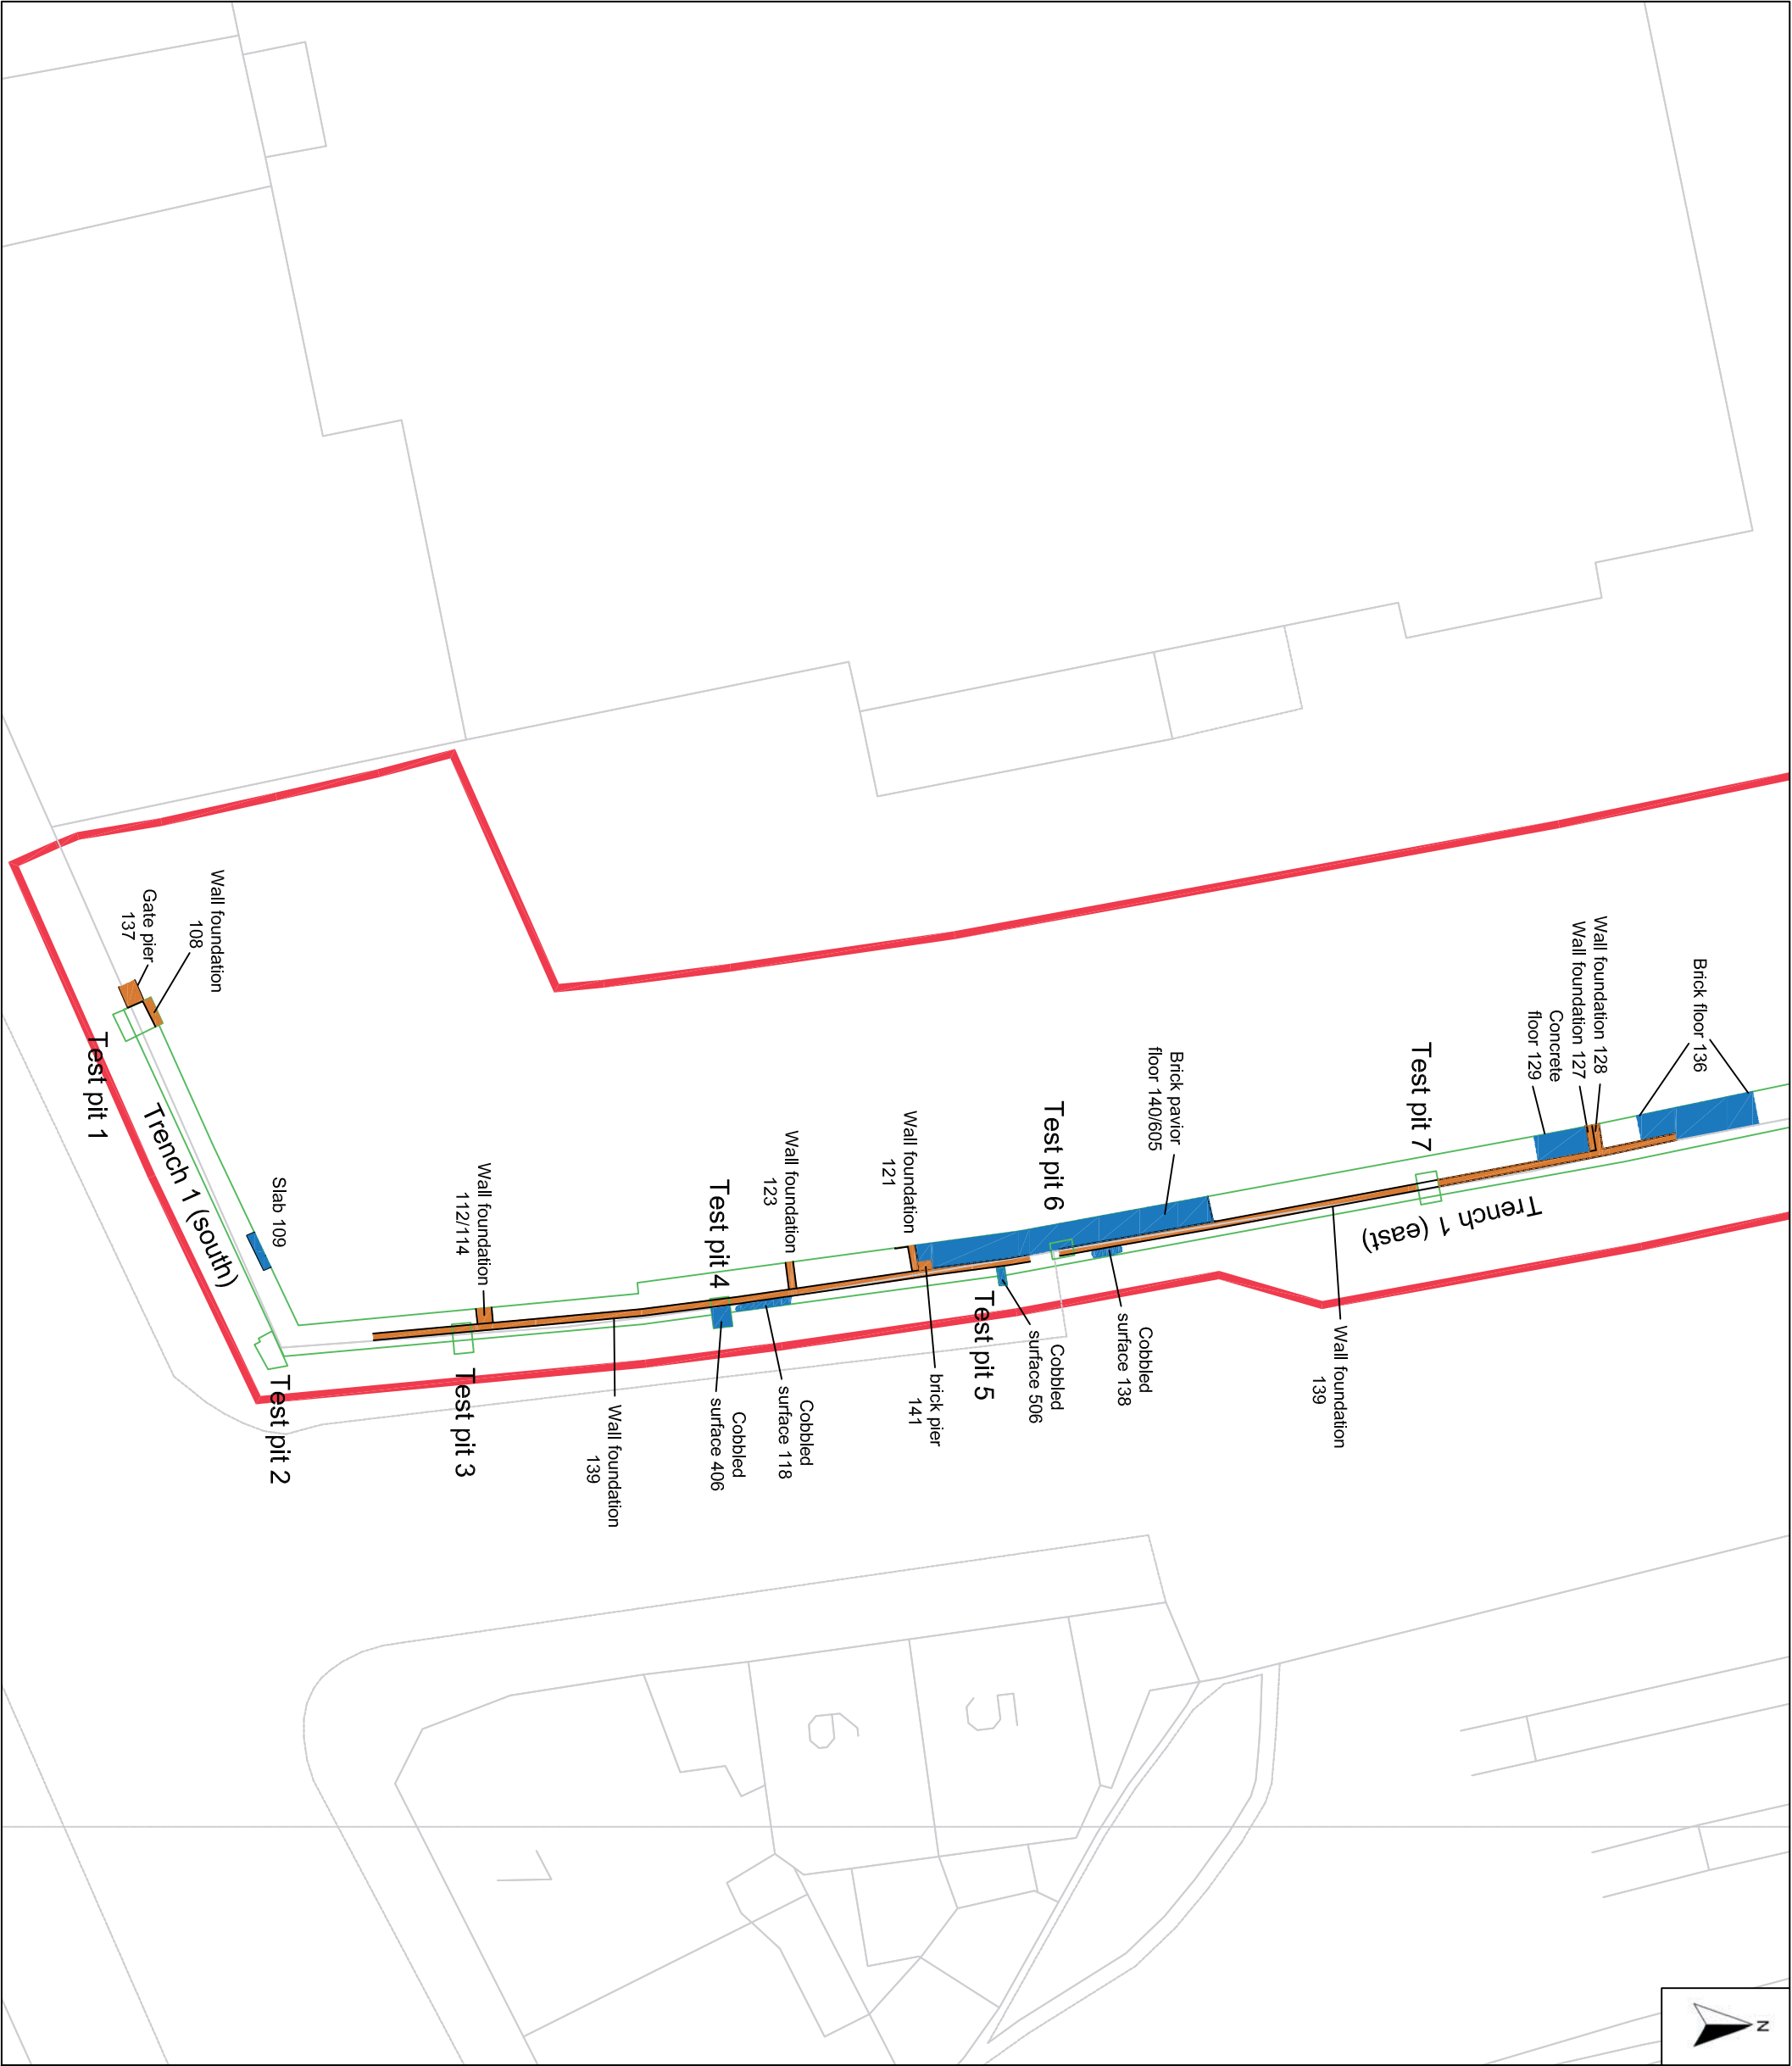 Brick floor 136
Wall foundation 128
Wall foundation 127
Concrete
floor 129
Test pit 7
Trench 1 (east)
Wall foundation
139
Brick pavior
floor 140/605
Test pit 6
Cobbled
surface 138
Cobbled
surface 506
Test pit 5
Wall foundation
121
brick pier
141
Wall foundation
123
Cobbled
surface 118
Test pit 4
Cobbled
surface 406
Wall foundation
139
Wall foundation
112/114
Test pit 3
Slab 109
Test pit 2
Trench 1 (south)
Wall foundation
108
Gate pier
137
Test pit 1
5
6
7
N